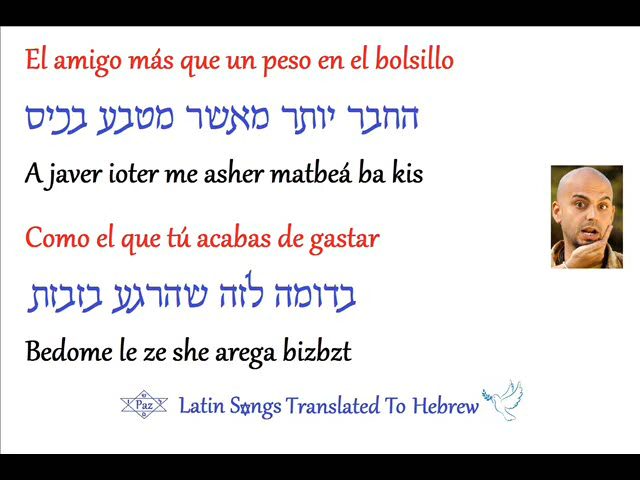 El amigo más que un peso en el bolsillo
החבר יותר מאשר מטבע בכיס
A javer ioter me asher matbeá ba kis
Como el que tú acabas de gastar
בדומה לזה שהרגע בזבזת
Bedome le ze she arega bizbzt
Paz
Latin Songs Translated To Hebrew